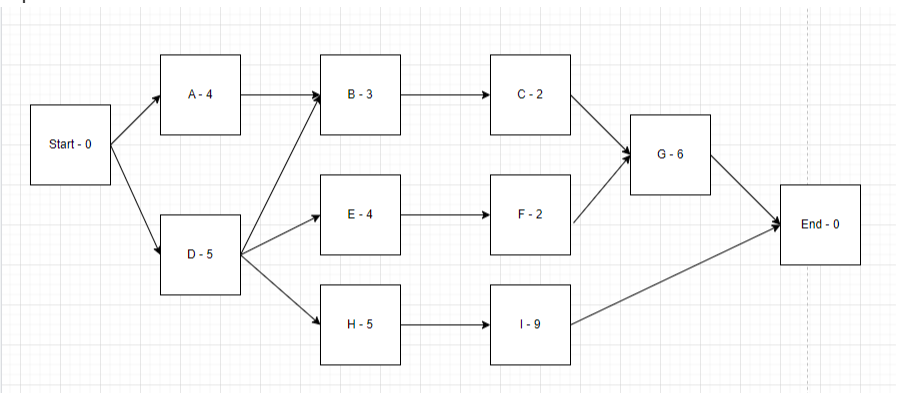 A - 4
B - 3
C - 2
Start - 0
G - 6
E - 4
F - 2
End - 0
D - 5
H - 5
I - 9